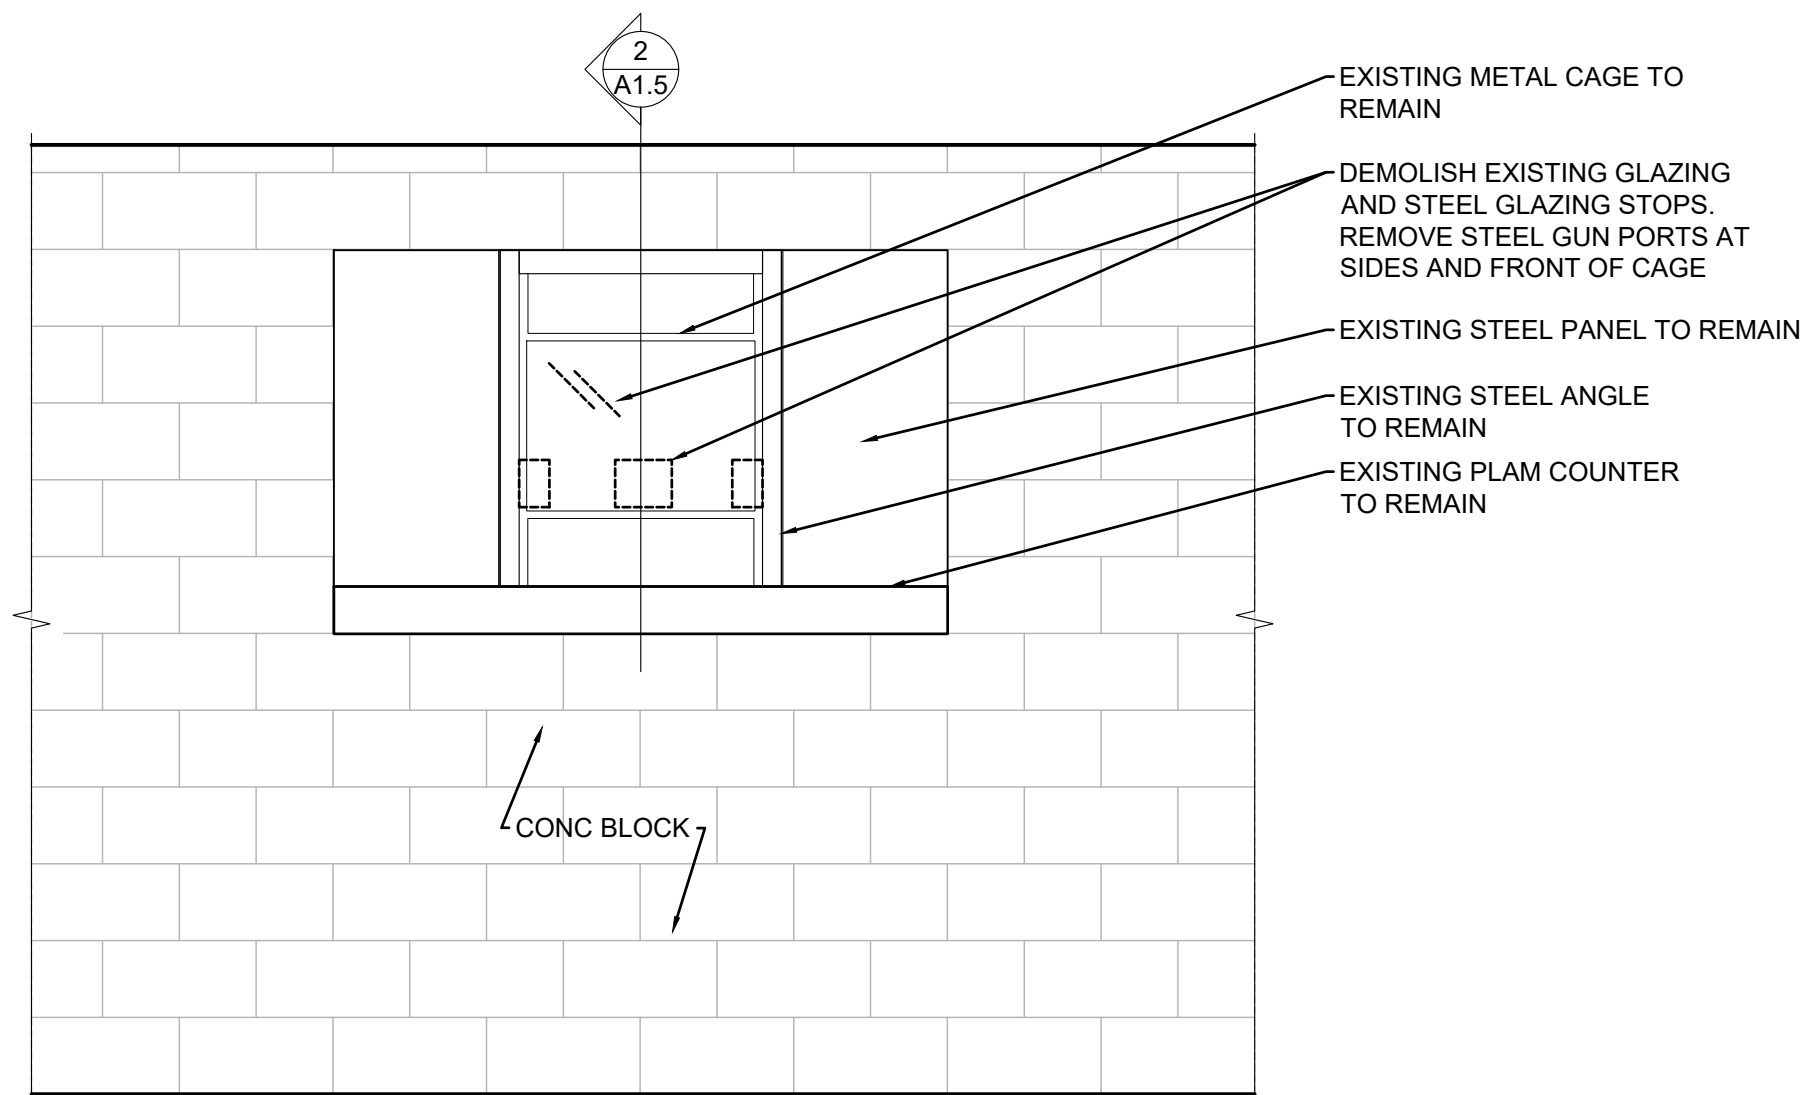 2
A1.5
EXISTING METAL CAGE TO
REMAIN
DEMOLISH EXISTING GLAZING
AND STEEL GLAZING STOPS.
REMOVE STEEL GUN PORTS AT
SIDES AND FRONT OF CAGE
EXISTING STEEL PANEL TO REMAIN
EXISTING STEEL ANGLE
TO REMAIN
EXISTING PLAM COUNTER
TO REMAIN
CONC BLOCK